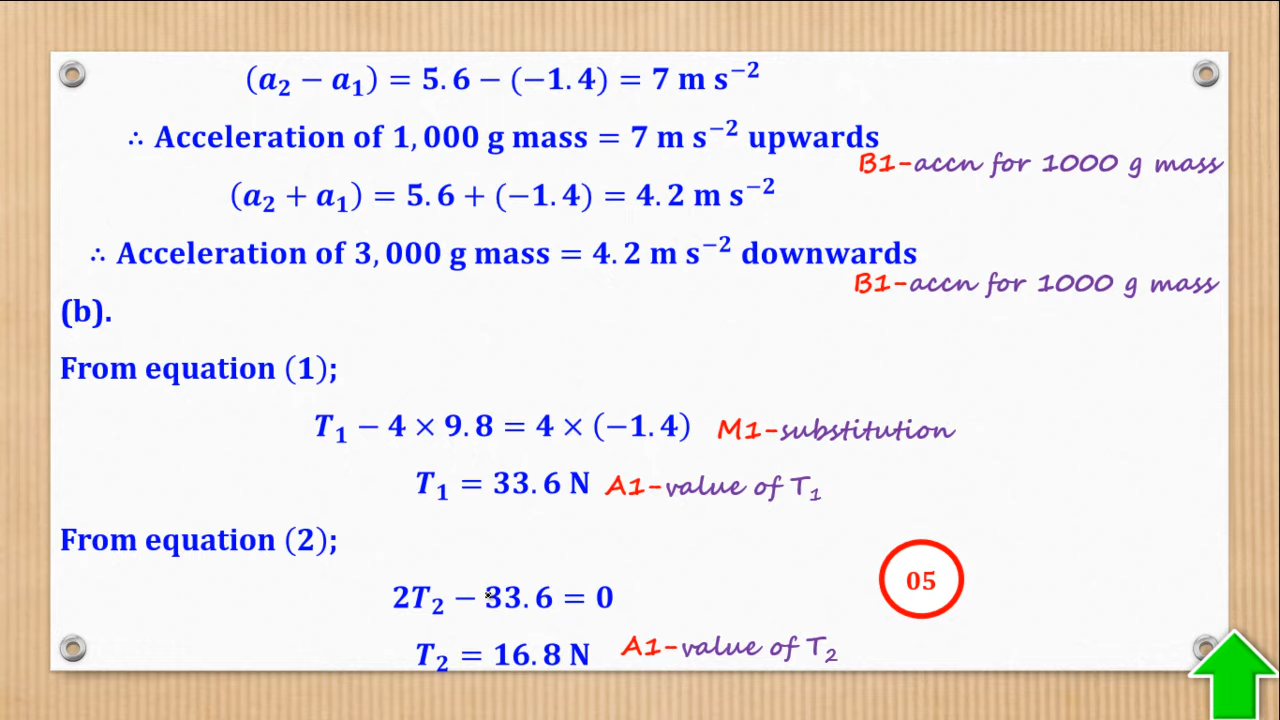 (a₂ − a₁) = 5.6 − (−1.4) = 7 m s⁻²
∴ Acceleration of 1,000 g mass = 7 m s⁻² upwards
B1-accn for 1000 g mass
(a₂ + a₁) = 5.6 + (−1.4) = 4.2 m s⁻²
∴ Acceleration of 3,000 g mass = 4.2 m s⁻² downwards
B1-accn for 1000 g mass
(b).
From equation (1);
T₁ − 4 × 9.8 = 4 × (−1.4) M1-substitution
T₁ = 33.6 N A1-value of T₁
From equation (2);
05
2T₂ − 33.6 = 0
T₂ = 16.8 N A1-value of T₂